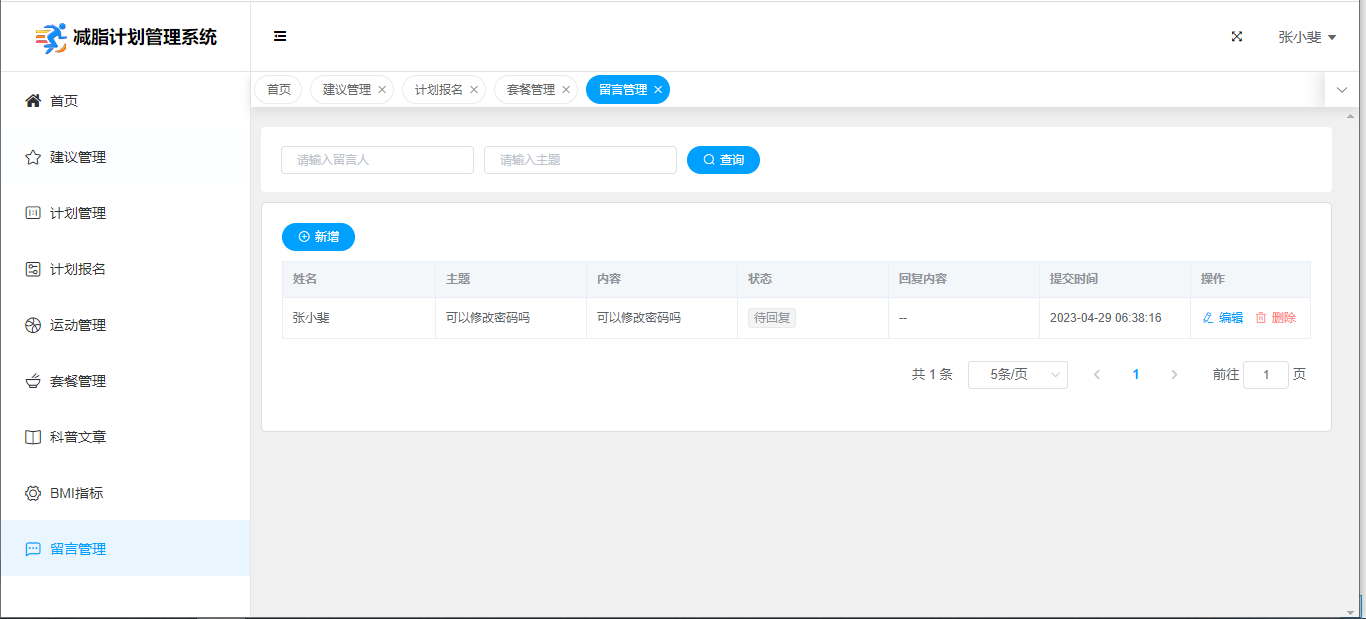 减脂计划管理系统
张小斐
首页
建议管理
计划报名
套餐管理
留言管理
首页
建议管理
计划管理
计划报名
运动管理
套餐管理
科普文章
BMI指标
留言管理
请输入留言人
请输入主题
查询
新增
姓名 主题 内容 状态 回复内容 提交时间 操作
张小斐 可以修改密码吗 可以修改密码吗 待回复 -- 2023-04-29 06:38:16 编辑 删除
共 1 条 5条/页 1 前往 1 页